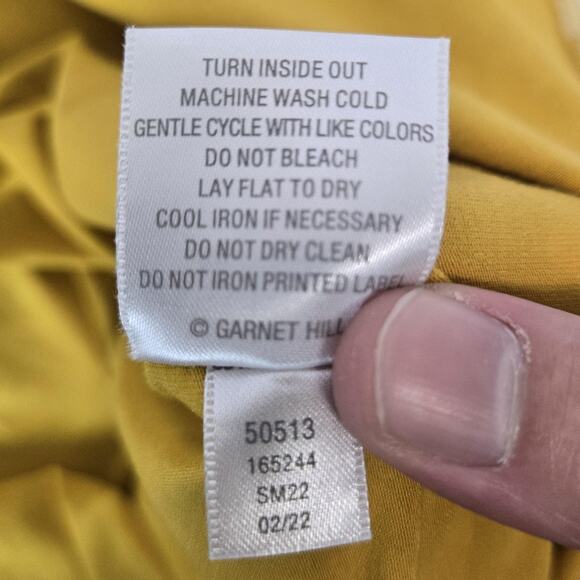 TURN INSIDE OUT
MACHINE WASH COLD
GENTLE CYCLE WITH LIKE COLORS
DO NOT BLEACH
LAY FLAT TO DRY
COOL IRON IF NECESSARY
DO NOT DRY CLEAN
DO NOT IRON PRINTED LABEL
© GARNET HILL
50513
165244
SM22
02/22